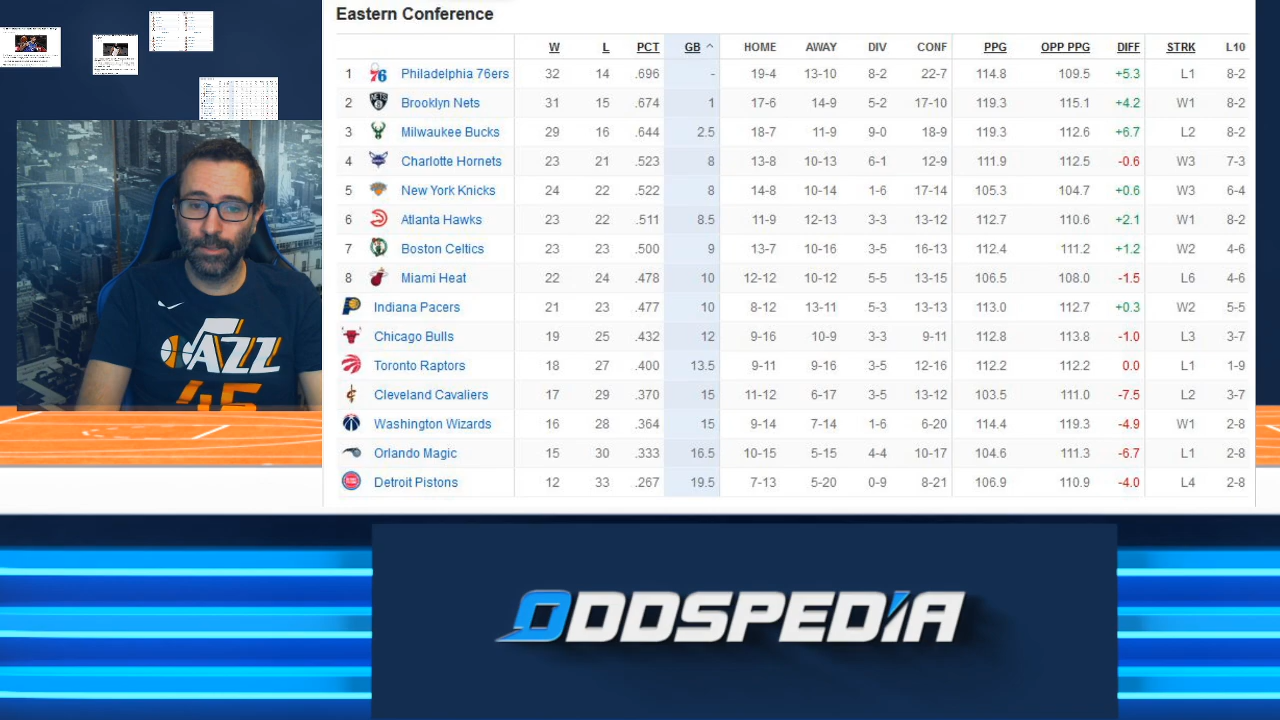 Eastern Conference
W L PCT GB HOME AWAY DIV CONF PPG OPP PPG DIFF STRK L10
1 Philadelphia 76ers 32 14 .696 - 19-4 13-10 8-2 22-7 114.8 109.5 +5.3 L1 8-2
2 Brooklyn Nets 31 15 .674 1 17-6 14-9 5-2 17-10 119.3 115.1 +4.2 W1 8-2
3 Milwaukee Bucks 29 16 .644 2.5 18-7 11-9 9-0 18-9 119.3 112.6 +6.7 L2 8-2
4 Charlotte Hornets 23 21 .523 8 13-8 10-13 6-1 12-9 111.9 112.5 -0.6 W3 7-3
5 New York Knicks 24 22 .522 8 14-8 10-14 1-6 17-14 105.3 104.7 +0.6 W3 6-4
6 Atlanta Hawks 23 22 .511 8.5 11-9 12-13 3-3 13-12 112.7 110.6 +2.1 W1 8-2
7 Boston Celtics 23 23 .500 9 13-7 10-16 3-5 16-13 112.4 111.2 +1.2 W2 4-6
8 Miami Heat 22 24 .478 10 12-12 10-12 5-5 13-15 106.5 108.0 -1.5 L6 4-6
Indiana Pacers 21 23 .477 10 8-12 13-11 5-3 13-13 113.0 112.7 +0.3 W2 5-5
Chicago Bulls 19 25 .432 12 9-16 10-9 2-5 9-11 112.8 113.8 -1.0 L3 3-7
Toronto Raptors 18 27 .400 13.5 9-11 9-16 3-5 12-16 112.2 112.2 0.0 L1 1-9
Cleveland Cavaliers 17 29 .370 15 11-12 6-17 3-5 13-12 103.5 111.0 -7.5 L2 3-7
Washington Wizards 16 28 .364 15 9-14 7-14 1-6 6-20 114.4 119.3 -4.9 W1 2-8
Orlando Magic 15 30 .333 16.5 10-15 5-15 4-4 10-17 104.6 111.3 -6.7 L1 2-8
Detroit Pistons 12 33 .267 19.5 7-13 5-20 0-9 8-21 106.9 110.9 -4.0 L4 2-8
JAZZ
45
ODDSPEDIA